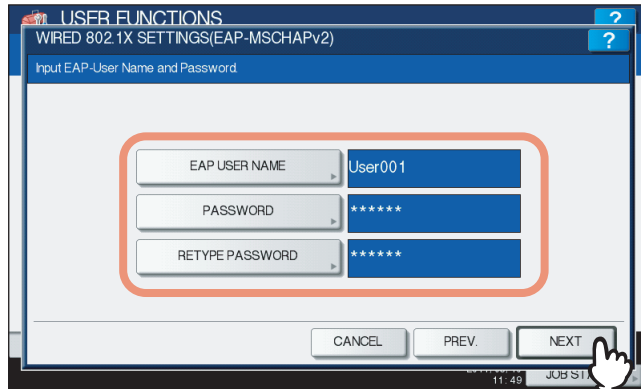 USER FUNCTIONS
?
WIRED 802.1X SETTINGS(EAP-MSCHAPv2)
?
Input EAP-User Name and Password.
EAP USER NAME
User001
PASSWORD
******
RETYPE PASSWORD
******
CANCEL
PREV.
NEXT
11:49
JOB ST